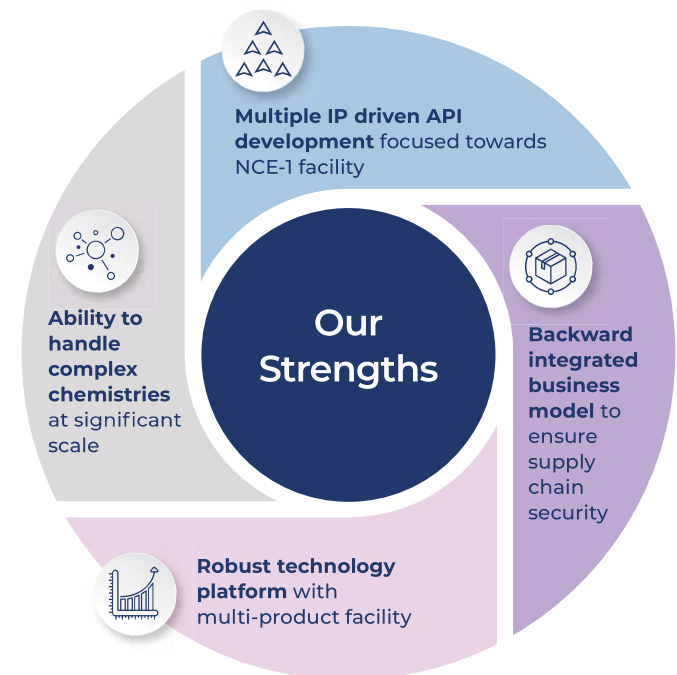 Multiple IP driven API
development focused towards
NCE-1 facility
Ability to
handle
complex
chemistries
at significant
scale
Our
Strengths
Backward
integrated
business
model to
ensure
supply
chain
security
Robust technology
platform with
multi-product facility